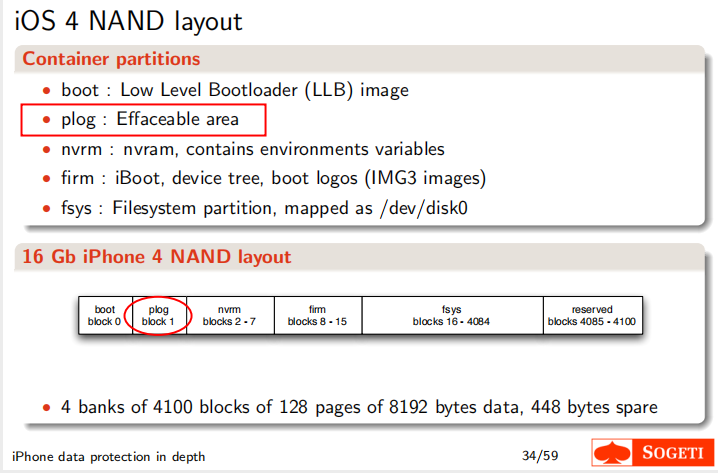 iOS 4 NAND layout
Container partitions
• boot : Low Level Bootloader (LLB) image
• plog : Effaceable area
• nvrm : nvram, contains environments variables
• firm : iBoot, device tree, boot logos (IMG3 images)
• fsys : Filesystem partition, mapped as /dev/disk0
16 Gb iPhone 4 NAND layout
boot plog nvrm firm fsys reserved
block 0 block 1 blocks 2 - 7 blocks 8 - 15 blocks 16 - 4084 blocks 4085 - 4100
• 4 banks of 4100 blocks of 128 pages of 8192 bytes data, 448 bytes spare
iPhone data protection in depth 34/59 SOGETI